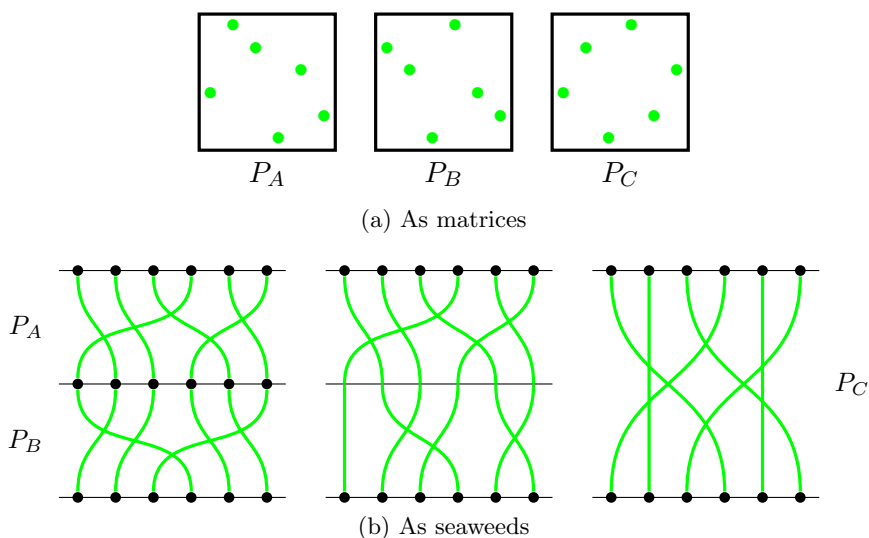 P_A P_B P_C
(a) As matrices
P_A
P_B
P_C
(b) As seaweeds